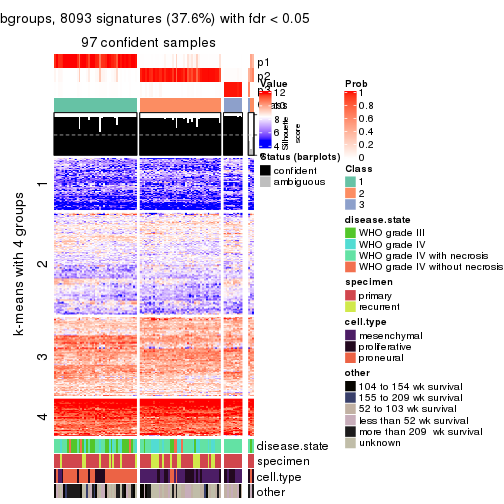 bgroups, 8093 signatures (37.6%) with fdr < 0.05
97 confident samples
p1
p2
p3
k-means with 4 groups
1
2
3
4
Value
12
10
8
6
4
Silhouette
score
Status (barplots)
confident
ambiguous
Prob
1
0.8
0.6
0.4
0.2
0
Class
1
2
3
disease.state
WHO grade III
WHO grade IV
WHO grade IV with necrosis
WHO grade IV without necrosis
specimen
primary
recurrent
cell.type
mesenchymal
proliferative
proneural
other
104 to 154 wk survival
155 to 209 wk survival
52 to 103 wk survival
less than 52 wk survival
more than 209  wk survival
unknown
disease.state
specimen
cell.type
other